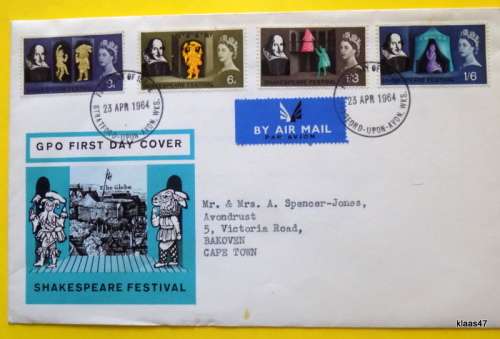 3D
SHAKESPEARE FESTIVAL
6D
SHAKESPEARE FESTIVAL
1/3
SHAKESPEARE FESTIVAL
1/6
SHAKESPEARE FESTIVAL
23 APR 1964
STRATFORD-UPON-AVON, WKS.
23 APR 1964
STRATFORD-UPON-AVON, WKS.
BY AIR MAIL
PAR AVION
GPO FIRST DAY COVER
The Globe
SHAKESPEARE FESTIVAL
Mr. & Mrs. A. Spencer-Jones,
Avondrust
5, Victoria Road,
BAKOVEN
CAPE TOWN
klaas47